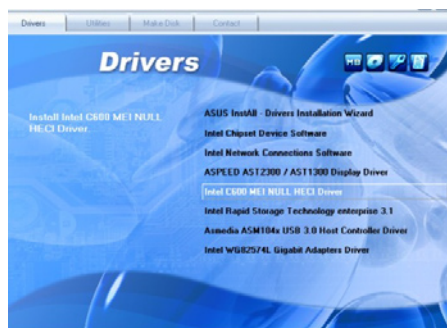 Drivers
Utilities
Make Disk
Contact
Drivers
MB
Install Intel C600 MEI NULL
HECI Driver.
ASUS InstAll - Drivers Installation Wizard
Intel Chipset Device Software
Intel Network Connections Software
ASPEED AST2300 / AST1300 Display Driver
Intel C600 MEI NULL HECI Driver
Intel Rapid Storage Technology enterprise 3.1
Asmedia ASM104x USB 3.0 Host Controller Driver
Intel WG82574L Gigabit Adapters Driver